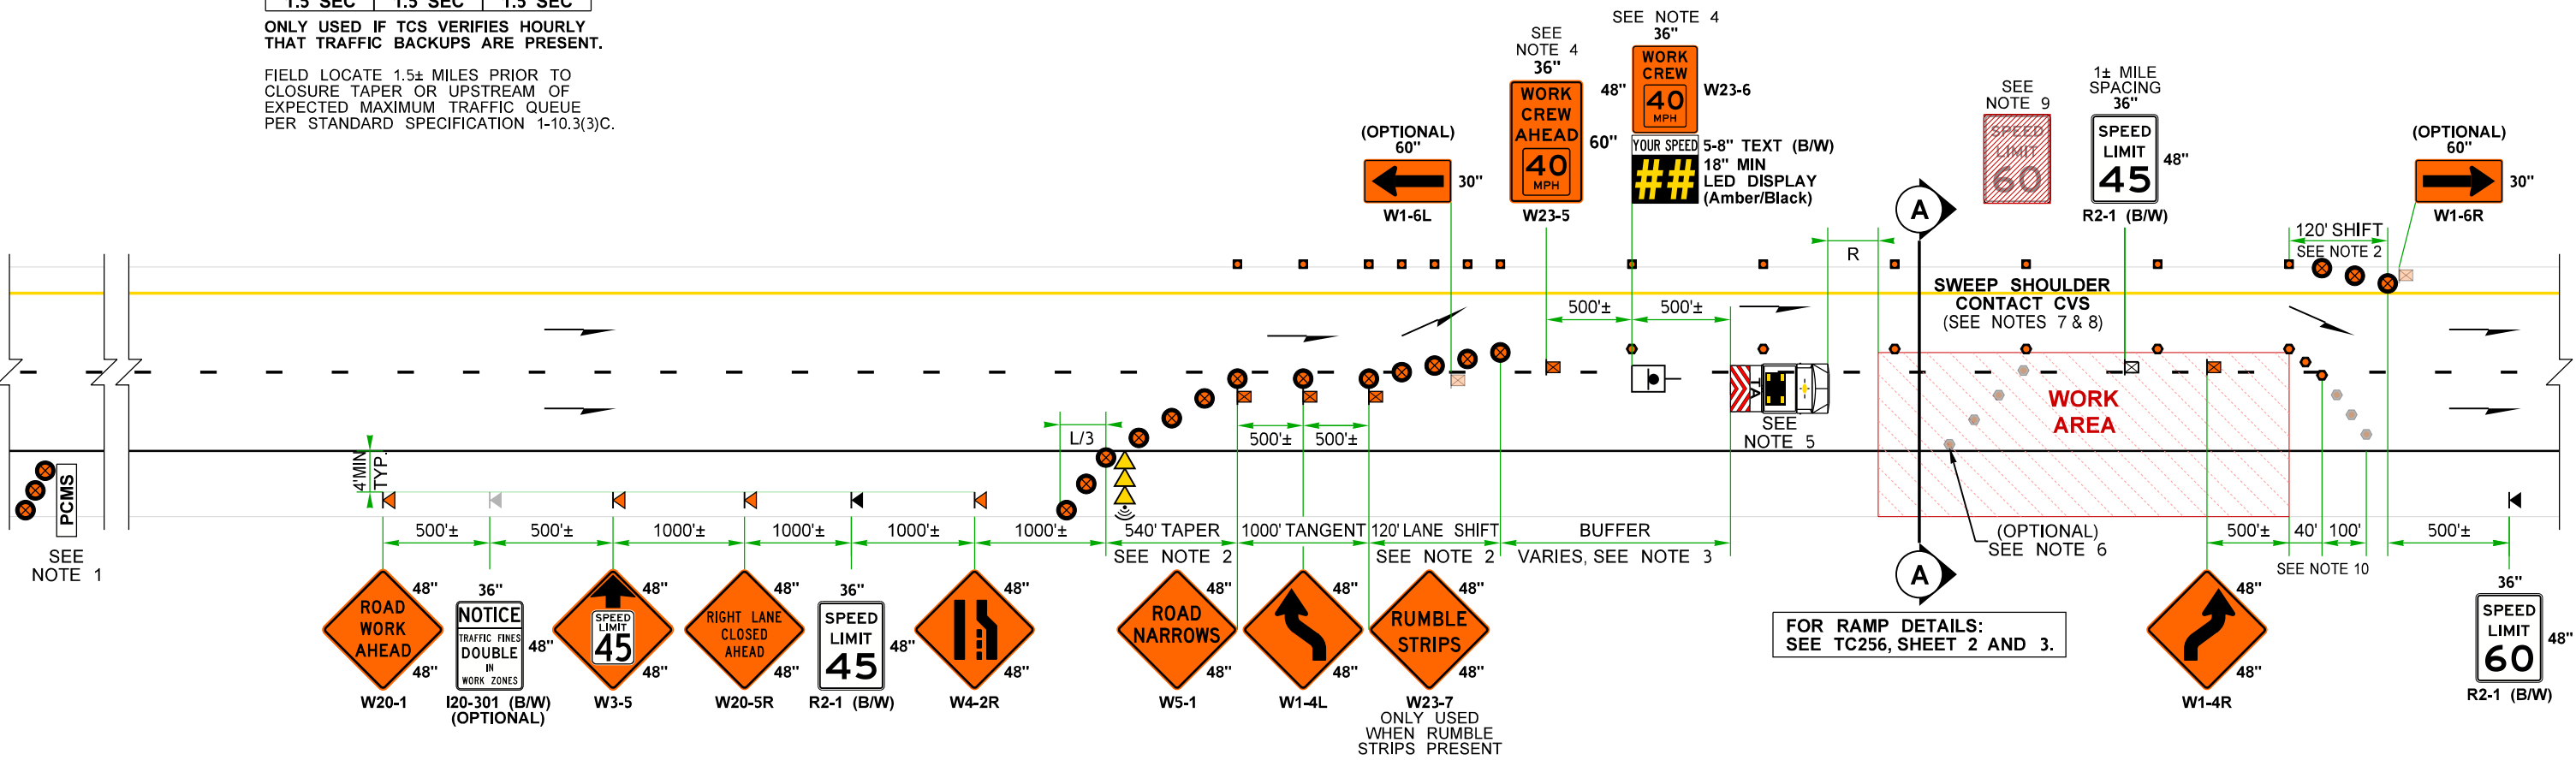 1.5 SEC 1.5 SEC 1.5 SEC
ONLY USED IF TCS VERIFIES HOURLY
THAT TRAFFIC BACKUPS ARE PRESENT.
FIELD LOCATE 1.5± MILES PRIOR TO
CLOSURE TAPER OR UPSTREAM OF
EXPECTED MAXIMUM TRAFFIC QUEUE
PER STANDARD SPECIFICATION 1-10.3(3)C.
(OPTIONAL)
60"
30"
W1-6L
SEE
NOTE 4
36"
WORK
CREW
AHEAD
40
MPH
60"
W23-5
SEE NOTE 4
36"
WORK
CREW
40
MPH
48"
W23-6
YOUR SPEED
##
5-8" TEXT (B/W)
18" MIN
LED DISPLAY
(Amber/Black)
SEE
NOTE 9
SPEED
LIMIT
60
1± MILE
SPACING
36"
SPEED
LIMIT
45
48"
R2-1 (B/W)
(OPTIONAL)
60"
30"
W1-6R
A
R
120' SHIFT
SEE NOTE 2
SWEEP SHOULDER
CONTACT CVS
(SEE NOTES 7 & 8)
500'±
500'±
TA
SEE
NOTE 5
WORK
AREA
L/3
500'±
500'±
4'MIN
TYP.
PCMS
SEE
NOTE 1
500'±
500'±
1000'±
1000'±
1000'±
1000'±
540' TAPER
SEE NOTE 2
1000' TANGENT
120' LANE SHIFT
SEE NOTE 2
BUFFER
VARIES, SEE NOTE 3
(OPTIONAL)
SEE NOTE 6
500'±
40'
100'
SEE NOTE 10
500'±
A
ROAD
WORK
AHEAD
48"
48"
W20-1
36"
NOTICE
TRAFFIC FINES
DOUBLE
IN
WORK ZONES
48"
I20-301 (B/W)
(OPTIONAL)
SPEED
LIMIT
45
48"
48"
W3-5
RIGHT LANE
CLOSED
AHEAD
48"
48"
W20-5R
36"
SPEED
LIMIT
45
48"
R2-1 (B/W)
48"
48"
W4-2R
ROAD
NARROWS
48"
48"
W5-1
48"
48"
W1-4L
RUMBLE
STRIPS
48"
48"
W23-7
ONLY USED
WHEN RUMBLE
STRIPS PRESENT
FOR RAMP DETAILS:
SEE TC256, SHEET 2 AND 3.
48"
48"
W1-4R
36"
SPEED
LIMIT
60
48"
R2-1 (B/W)